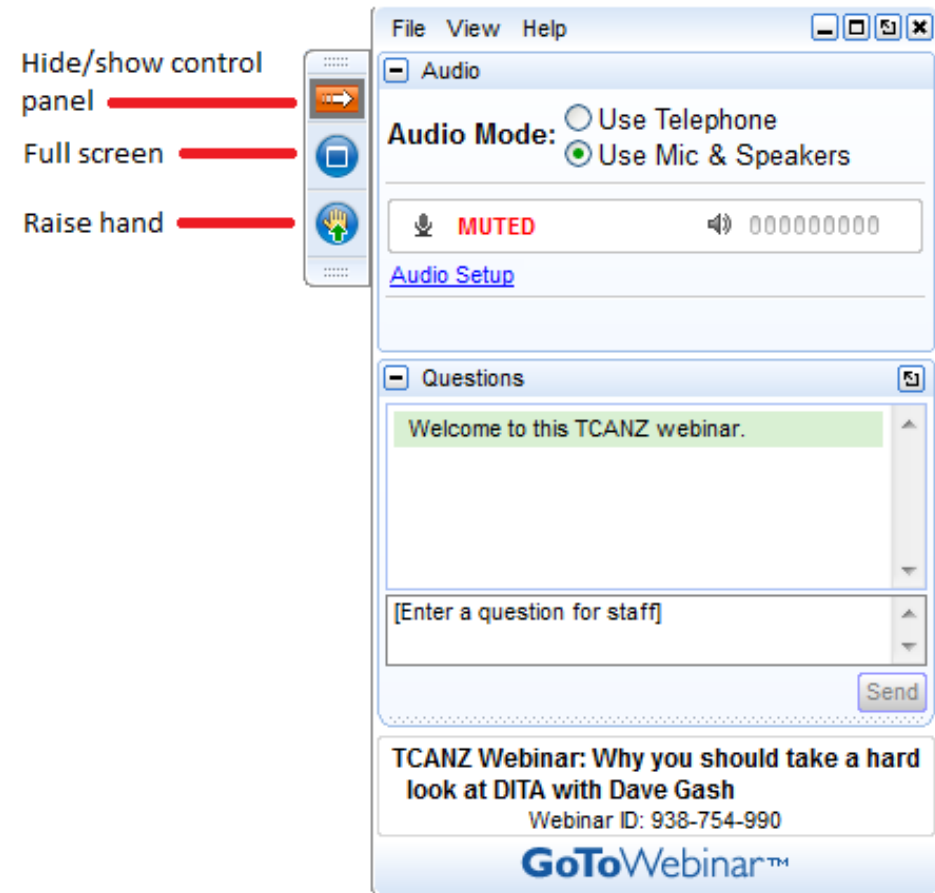 Hide/show control
panel
Full screen
Raise hand
File View Help
Audio
Audio Mode:
Use Telephone
Use Mic & Speakers
MUTED 000000000
Audio Setup
Questions
Welcome to this TCANZ webinar.
[Enter a question for staff]
Send
TCANZ Webinar: Why you should take a hard
look at DITA with Dave Gash
Webinar ID: 938-754-990
GoToWebinar™